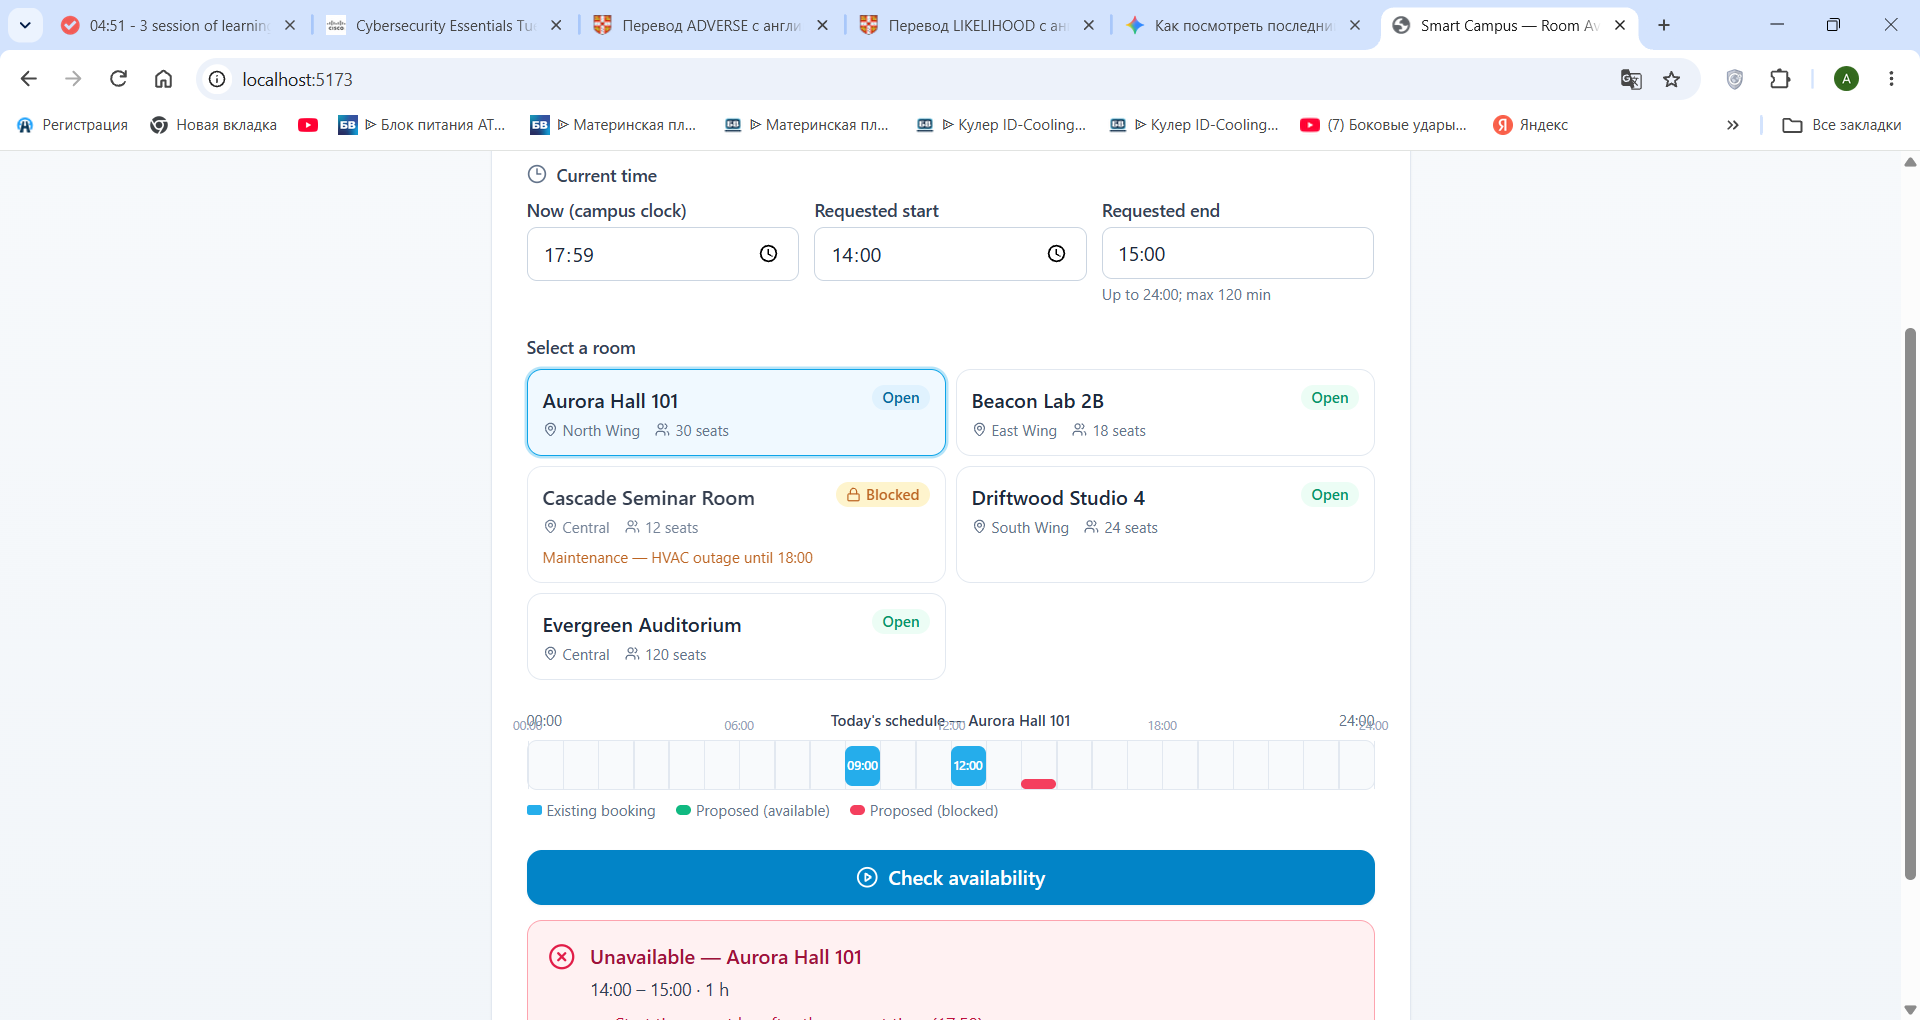 04:51 - 3 session of learning
Cybersecurity Essentials Tu
Перевод ADVERSE с англи
Перевод LIKELIHOOD с ан
Как посмотреть последни
Smart Campus — Room Av
localhost:5173
A
Регистрация
Новая вкладка
Блок питания AT...
Материнская пл...
Материнская пл...
Кулер ID-Cooling...
Кулер ID-Cooling...
(7) Боковые удары...
Яндекс
Все закладки
Current time
Now (campus clock)
Requested start
Requested end
17:59
14:00
15:00
Up to 24:00; max 120 min
Select a room
Aurora Hall 101
Open
North Wing
30 seats
Beacon Lab 2B
Open
East Wing
18 seats
Cascade Seminar Room
Blocked
Central
12 seats
Maintenance — HVAC outage until 18:00
Driftwood Studio 4
Open
South Wing
24 seats
Evergreen Auditorium
Open
Central
120 seats
00:00
Today's schedule — Aurora Hall 101
24:00
00:00
06:00
12:00
18:00
24:00
09:00
12:00
Existing booking
Proposed (available)
Proposed (blocked)
Check availability
Unavailable — Aurora Hall 101
14:00 – 15:00 · 1 h